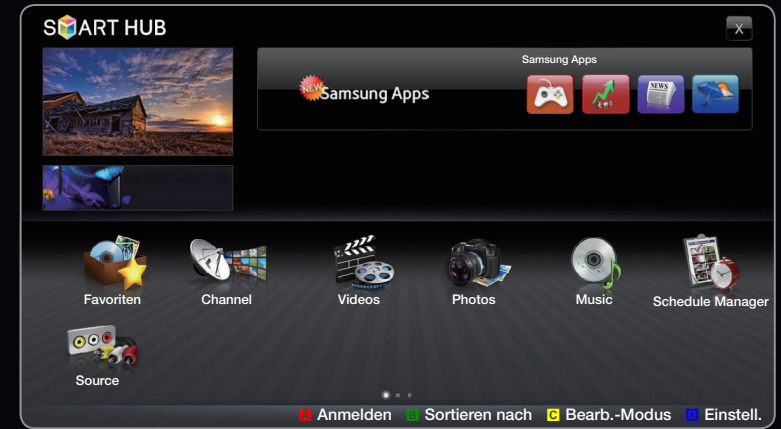 SMART HUB
X
Samsung Apps
NEW
Samsung Apps
NEWS
Favoriten
Channel
Videos
Photos
Music
Schedule Manager
Source
A Anmelden B Sortieren nach C Bearb.-Modus D Einstell.